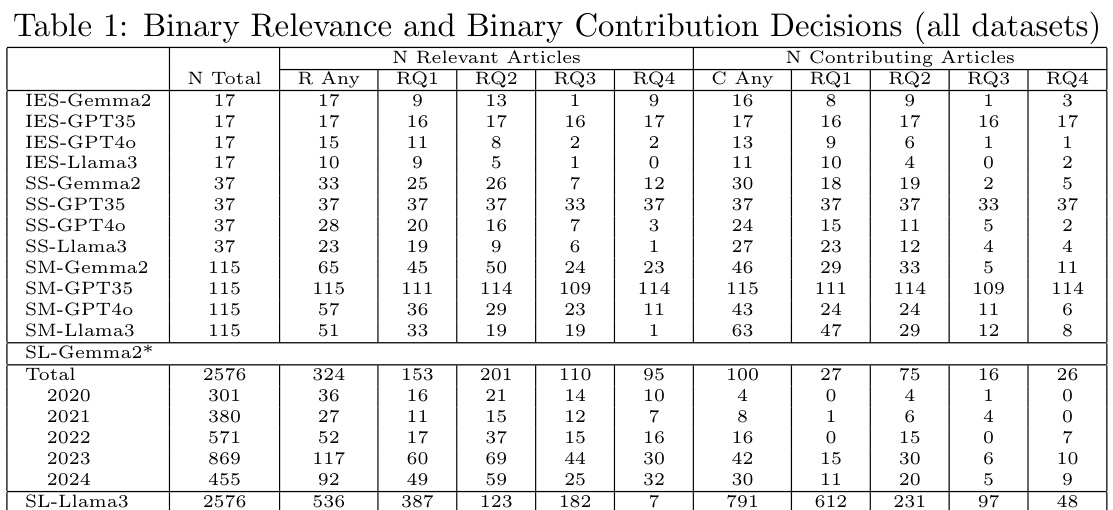 Table 1: Binary Relevance and Binary Contribution Decisions (all datasets)
N Relevant Articles N Contributing Articles
N Total R Any RQ1 RQ2 RQ3 RQ4 C Any RQ1 RQ2 RQ3 RQ4
IES-Gemma2 17 17 9 13 1 9 16 8 9 1 3
IES-GPT35 17 17 16 17 16 17 17 16 17 16 17
IES-GPT4o 17 15 11 8 2 2 13 9 6 1 1
IES-Llama3 17 10 9 5 1 0 11 10 4 0 2
SS-Gemma2 37 33 25 26 7 12 30 18 19 2 5
SS-GPT35 37 37 37 37 33 37 37 37 37 33 37
SS-GPT4o 37 28 20 16 7 3 24 15 11 5 2
SS-Llama3 37 23 19 9 6 1 27 23 12 4 4
SM-Gemma2 115 65 45 50 24 23 46 29 33 5 11
SM-GPT35 115 115 111 114 109 114 115 111 114 109 114
SM-GPT4o 115 57 36 29 23 11 43 24 24 11 6
SM-Llama3 115 51 33 19 19 1 63 47 29 12 8
SL-Gemma2*
Total 2576 324 153 201 110 95 100 27 75 16 26
2020 301 36 16 21 14 10 4 0 4 1 0
2021 380 27 11 15 12 7 8 1 6 4 0
2022 571 52 17 37 15 16 16 0 15 0 7
2023 869 117 60 69 44 30 42 15 30 6 10
2024 455 92 49 59 25 32 30 11 20 5 9
SL-Llama3 2576 536 387 123 182 7 791 612 231 97 48